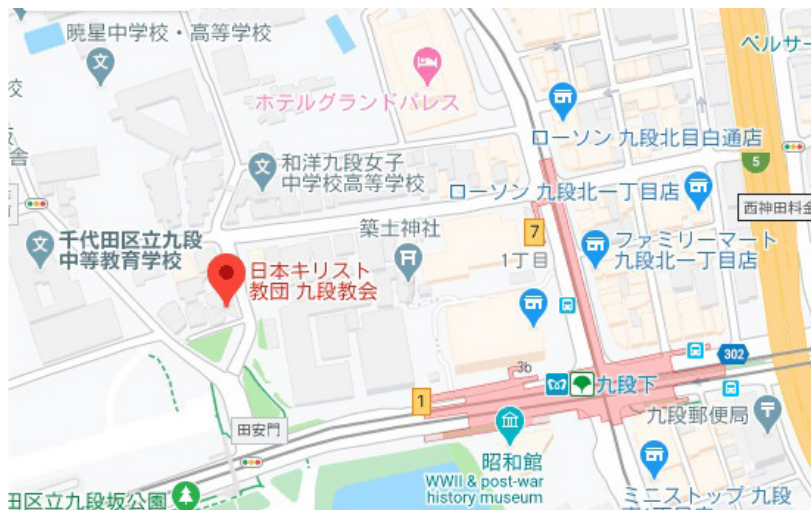 暁星中学校・高等学校
ペルサー
校
ホテルグランドパレス
ローソン 九段北目白通店
舎
和洋九段女子
中学校高等学校
5
ローソン 九段北一丁目店
西神田料金
千代田区立九段
中等教育学校
築土神社
7
1丁目
ファミリーマート
九段北一丁目店
日本キリスト
教団 九段教会
3b
302
九段下
1
田安門
九段郵便局
昭和館
WWII & post-war
history museum
田区立九段坂公園
ミニストップ 九段